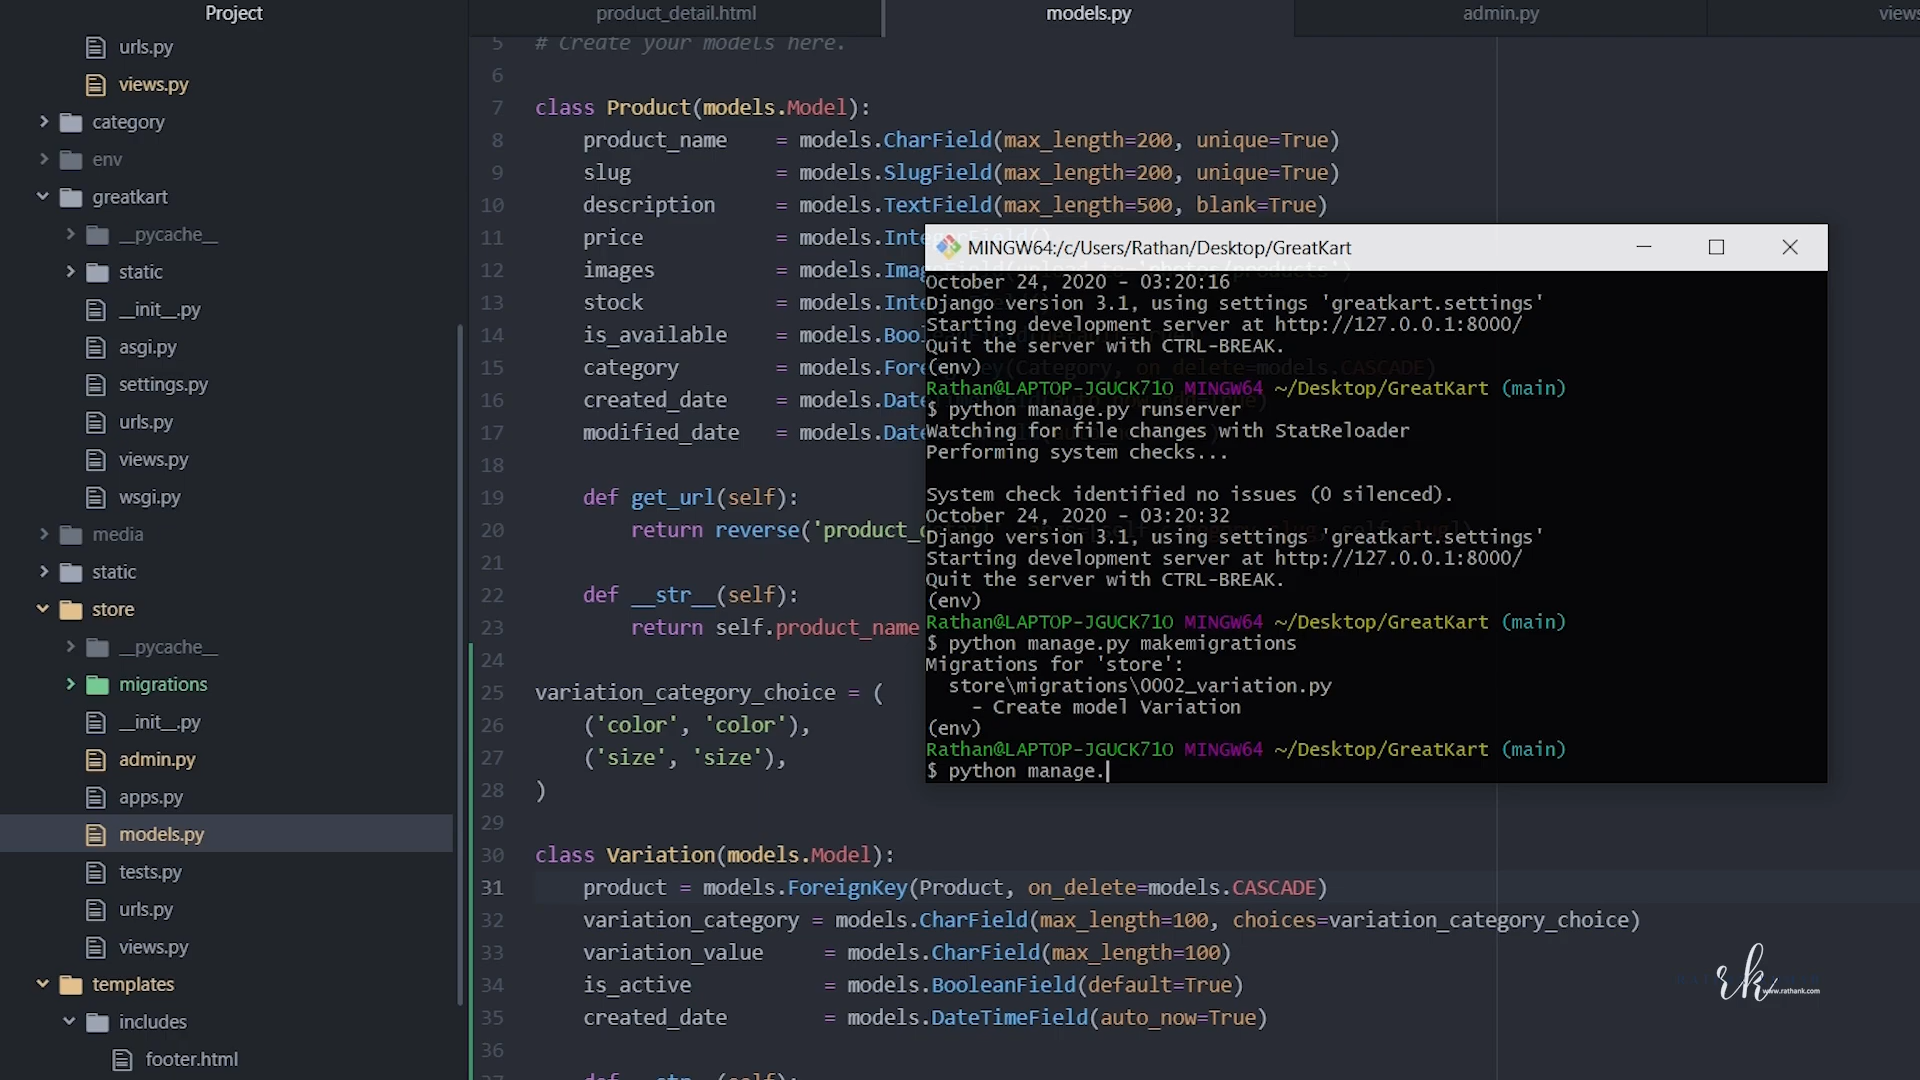 Project
urls.py
views.py
category
env
greatkart
__pycache__
static
__init__.py
asgi.py
settings.py
urls.py
views.py
wsgi.py
media
static
store
__pycache__
migrations
__init__.py
admin.py
apps.py
models.py
tests.py
urls.py
views.py
templates
includes
footer.html
product_detail.html
models.py
admin.py
views
5 # Create your models here.
6
7 class Product(models.Model):
8 product_name = models.CharField(max_length=200, unique=True)
9 slug = models.SlugField(max_length=200, unique=True)
10 description = models.TextField(max_length=500, blank=True)
11 price = models.Inte
12 images = models.Ima
13 stock = models.Inte
14 is_available = models.Boo
15 category = models.Fore
16 created_date = models.Date
17 modified_date = models.Date
18
19 def get_url(self):
20 return reverse('product_
21
22 def __str__(self):
23 return self.product_name
24
25 variation_category_choice = (
26 ('color', 'color'),
27 ('size', 'size'),
28 )
29
30 class Variation(models.Model):
31 product = models.ForeignKey(Product, on_delete=models.CASCADE)
32 variation_category = models.CharField(max_length=100, choices=variation_category_choice)
33 variation_value = models.CharField(max_length=100)
34 is_active = models.BooleanField(default=True)
35 created_date = models.DateTimeField(auto_now=True)
36
MINGW64:/c/Users/Rathan/Desktop/GreatKart
October 24, 2020 - 03:20:16
Django version 3.1, using settings 'greatkart.settings'
Starting development server at http://127.0.0.1:8000/
Quit the server with CTRL-BREAK.
(env)
Rathan@LAPTOP-JGUCK71O MINGW64 ~/Desktop/GreatKart (main)
$ python manage.py runserver
Watching for file changes with StatReloader
Performing system checks...
System check identified no issues (0 silenced).
October 24, 2020 - 03:20:32
Django version 3.1, using settings 'greatkart.settings'
Starting development server at http://127.0.0.1:8000/
Quit the server with CTRL-BREAK.
(env)
Rathan@LAPTOP-JGUCK71O MINGW64 ~/Desktop/GreatKart (main)
$ python manage.py makemigrations
Migrations for 'store':
store\migrations\0002_variation.py
- Create model Variation
(env)
Rathan@LAPTOP-JGUCK71O MINGW64 ~/Desktop/GreatKart (main)
$ python manage.
rk
www.rathank.com